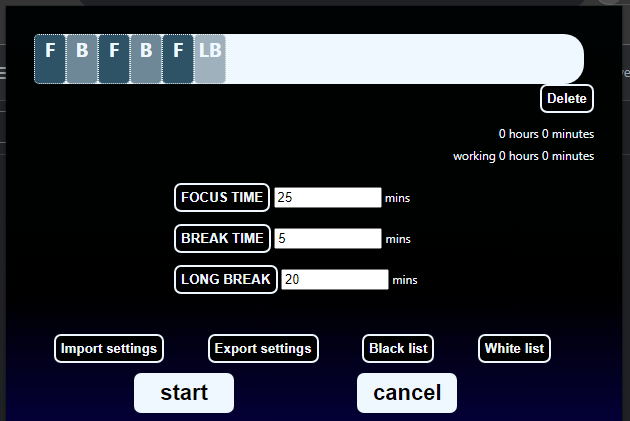 F B F B F LB
Delete
0 hours 0 minutes
working 0 hours 0 minutes
FOCUS TIME 25 mins
BREAK TIME 5 mins
LONG BREAK 20 mins
Import settings Export settings Black list White list
start cancel